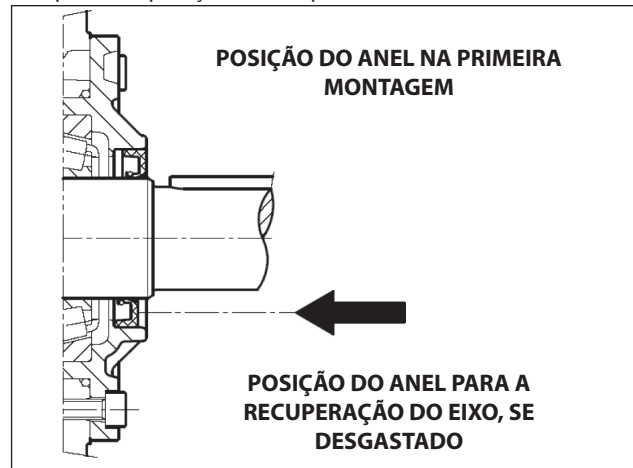 POSIÇÃO DO ANEL NA PRIMEIRA
MONTAGEM
POSIÇÃO DO ANEL PARA A
RECUPERAÇÃO DO EIXO, SE
DESGASTADO